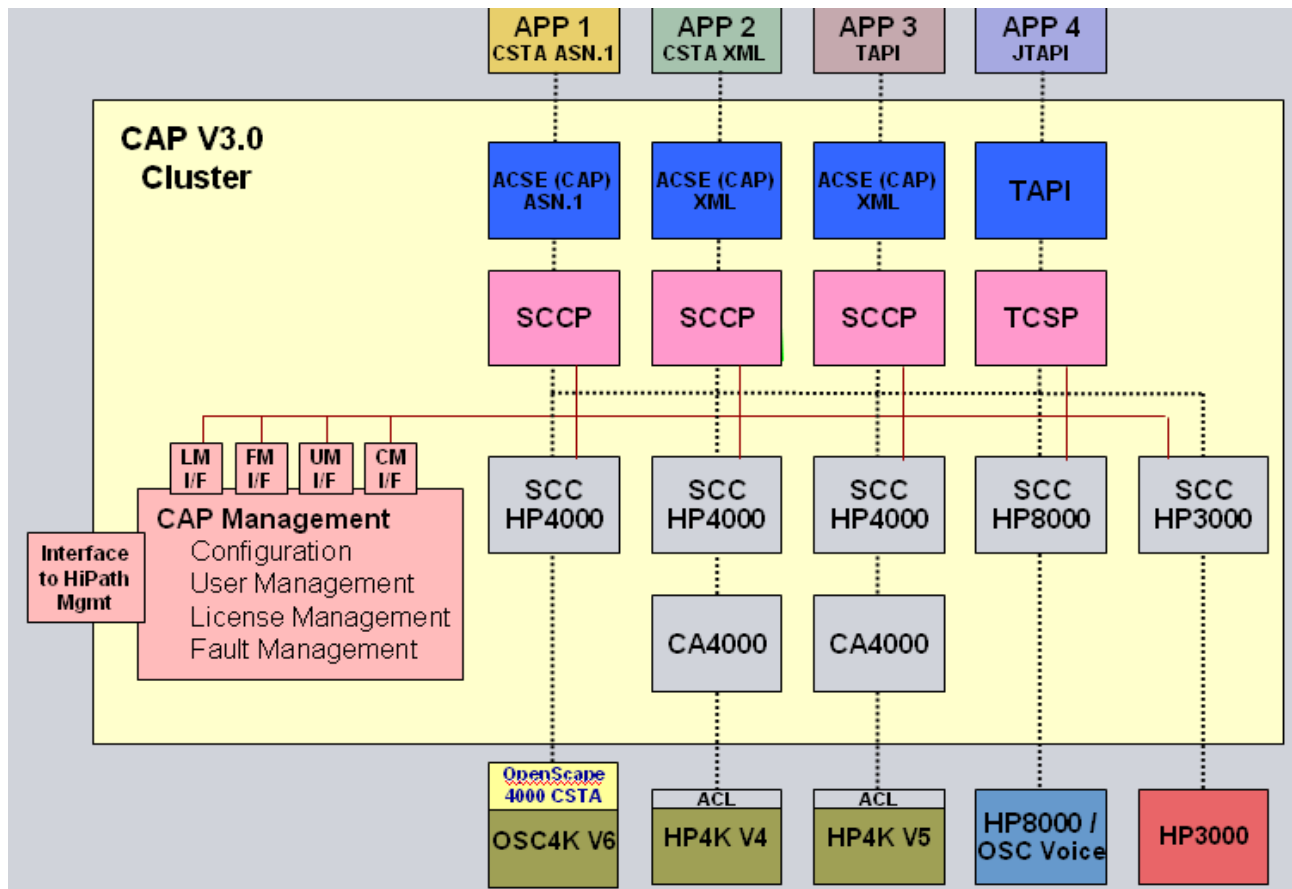 APP 1
CSTA ASN.1
APP 2
CSTA XML
APP 3
TAPI
APP 4
JTAPI
CAP V3.0
Cluster
ACSE (CAP)
ASN.1
ACSE (CAP)
XML
ACSE (CAP)
XML
TAPI
SCCP
SCCP
SCCP
TCSP
LM
I/F
FM
I/F
UM
I/F
CM
I/F
CAP Management
Configuration
User Management
License Management
Fault Management
Interface
to HiPath
Mgmt
SCC
HP4000
SCC
HP4000
SCC
HP4000
SCC
HP8000
SCC
HP3000
CA4000
CA4000
OpenScape
4000 CSTA
OSC4K V6
ACL
HP4K V4
ACL
HP4K V5
HP8000 /
OSC Voice
HP3000